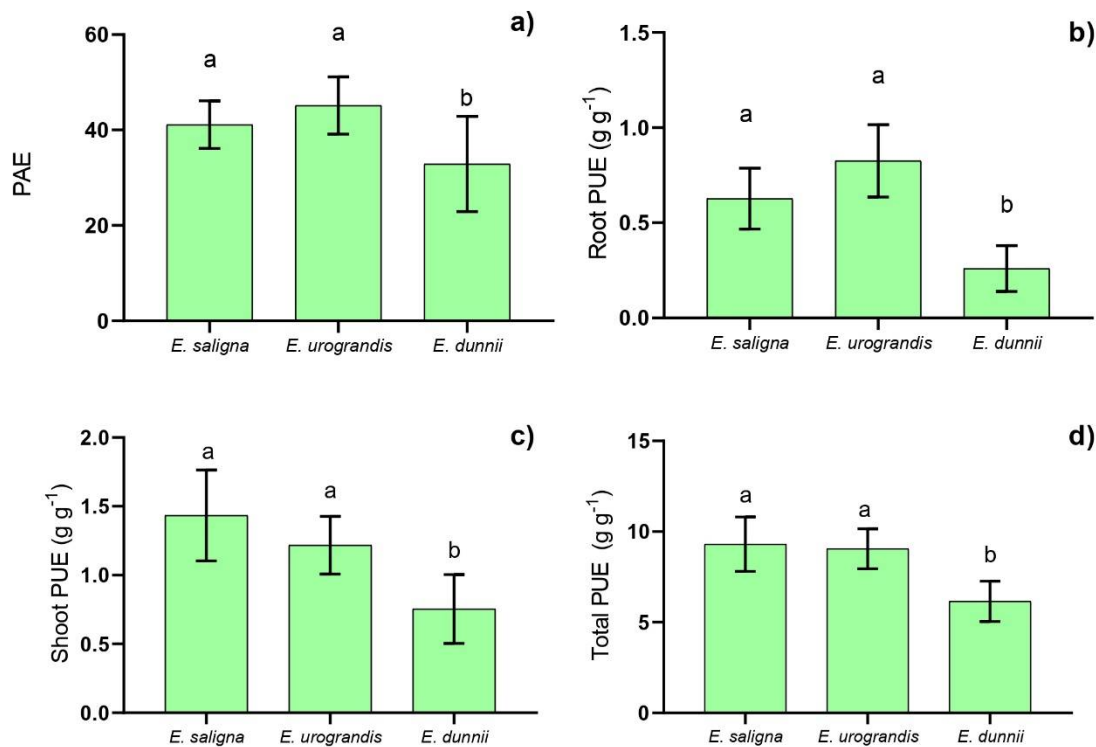 a)
60
40
20
0
PAE
a
a
b
E. saligna
E. urograndis
E. dunnii
b)
1.5
1.0
0.5
0.0
Root PUE (g g⁻¹)
a
a
b
E. saligna
E. urograndis
E. dunnii
c)
2.0
1.5
1.0
0.5
0.0
Shoot PUE (g g⁻¹)
a
a
b
E. saligna
E. urograndis
E. dunnii
d)
15
10
5
0
Total PUE (g g⁻¹)
a
a
b
E. saligna
E. urograndis
E. dunnii